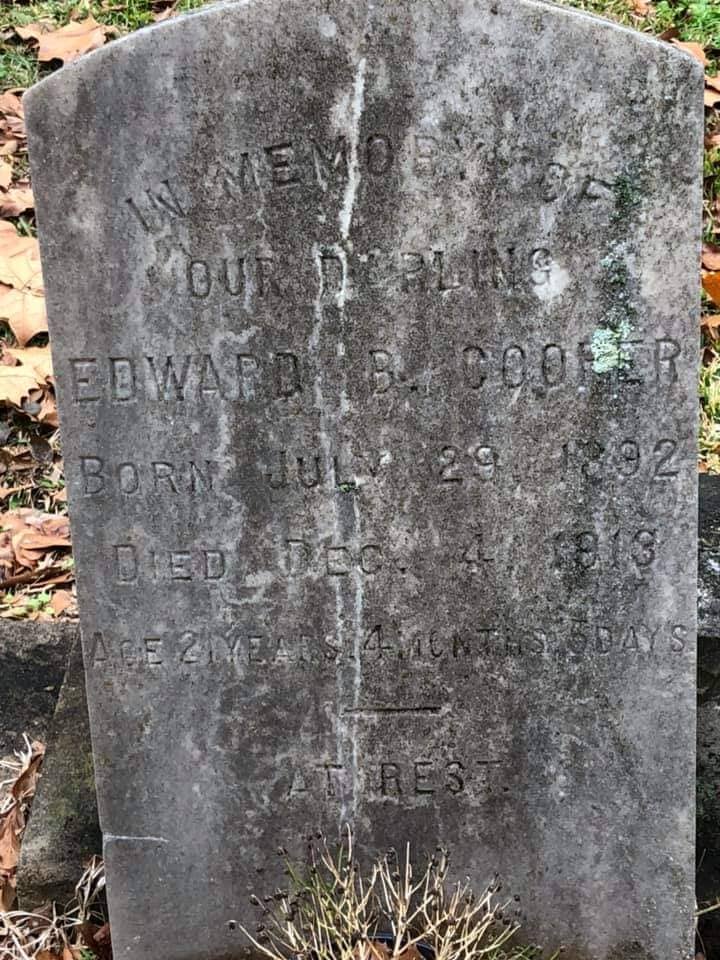 IN MEMORY OF
OUR DARLING
EDWARD B. COOPER
BORN JULY 29, 1892
DIED DEC. 4, 1913
AGE 21 YEARS, 4 MONTHS, 5 DAYS
AT REST.